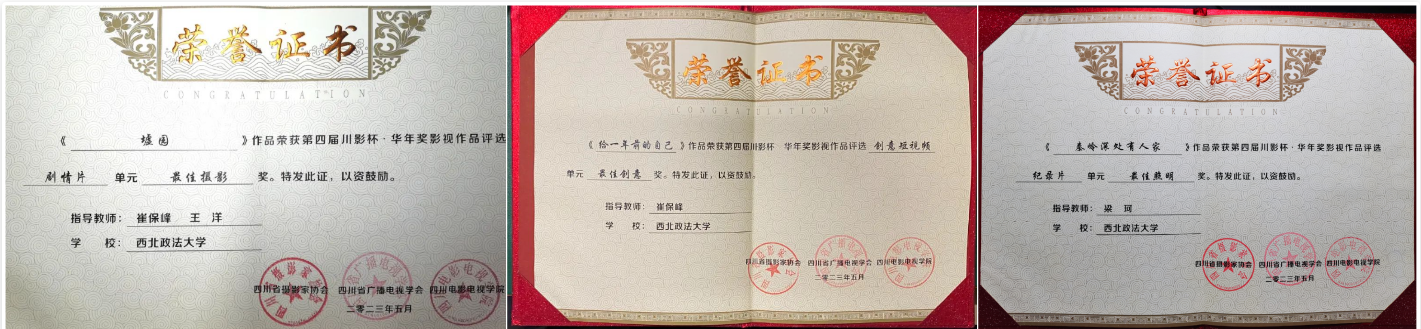 荣誉证书
CONGRATULATION
《 墟园 》作品荣获第四届川影杯·华年奖影视作品评选
剧情片 单元 最佳摄影 奖。特发此证，以资鼓励。
指导教师： 崔保峰 王洋
学 校： 西北政法大学
四川省摄影家协会 四川省广播电视学会 四川电影电视学院
二零二三年五月
荣誉证书
CONGRATULATION
《 给一年前的自己 》作品荣获第四届川影杯 华年奖影视作品评选 创意短视频
单元 最佳创意 奖。特发此证，以资鼓励。
指导教师： 崔保峰
学 校： 西北政法大学
四川省摄影家协会 四川省广播电视学会 四川电影电视学院
二零二三年五月
荣誉证书
CONGRATULATION
《 秦岭深处有人家 》作品荣获第四届川影杯·华年奖影视作品评选
纪录片 单元 最佳照明 奖。特发此证，以资鼓励。
指导教师： 梁珂
学 校： 西北政法大学
四川省摄影家协会 四川省广播电视学会 四川电影电视学院
二零二三年五月